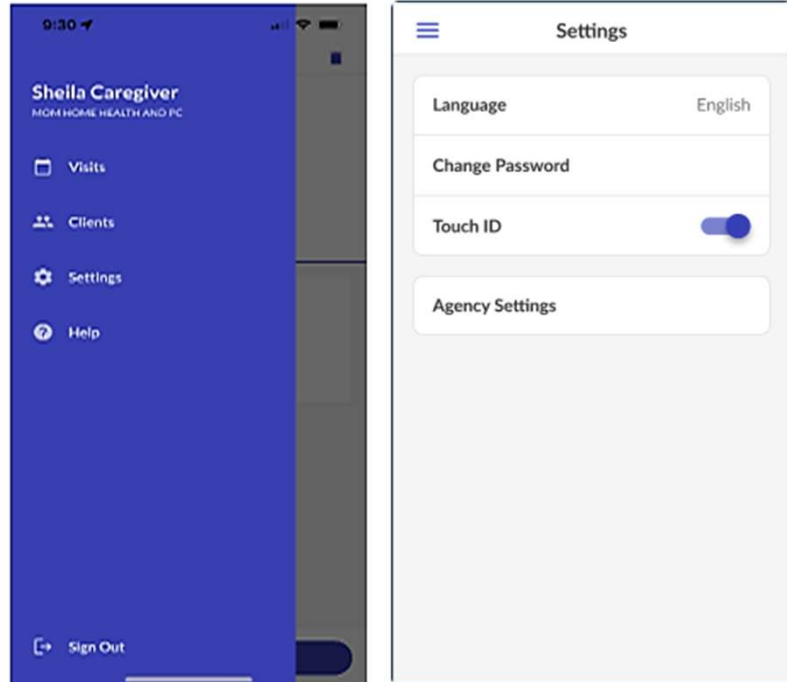 9:30
Sheila Caregiver
MOM HOME HEALTH AND PC
Visits
Clients
Settings
Help
Sign Out
Settings
Language English
Change Password
Touch ID
Agency Settings